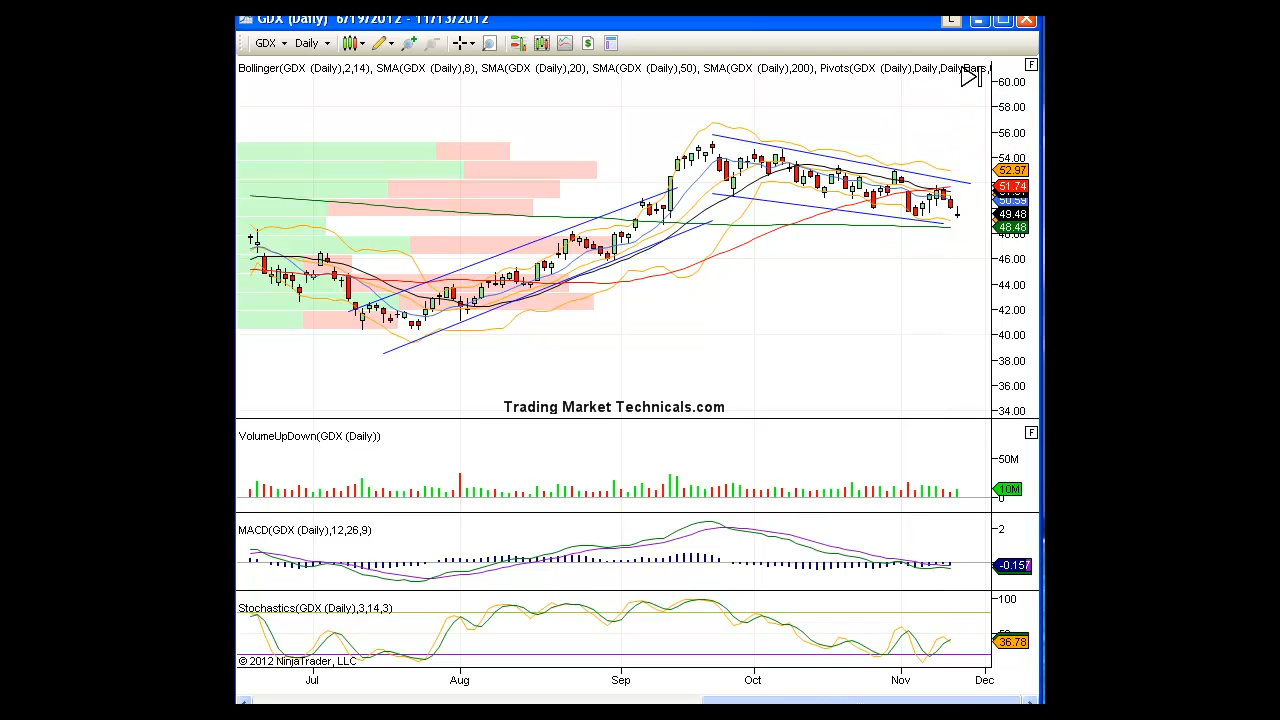 GDX (Daily) 6/19/2012 - 11/13/2012
L
GDX Daily $
Bollinger(GDX (Daily),2,14), SMA(GDX (Daily),8), SMA(GDX (Daily),20), SMA(GDX (Daily),50), SMA(GDX (Daily),200), Pivots(GDX (Daily),Daily,DailyBars,
F
60.00
58.00
56.00
54.00
52.97
51.74
50.59
49.48
48.48
46.00
44.00
42.00
40.00
38.00
36.00
34.00
Trading Market Technicals.com
VolumeUpDown(GDX (Daily))
F
50M
10M
0
MACD(GDX (Daily),12,26,9)
2
-0.157
Stochastics(GDX (Daily),3,14,3)
100
36.78
© 2012 NinjaTrader, LLC
Jul Aug Sep Oct Nov Dec